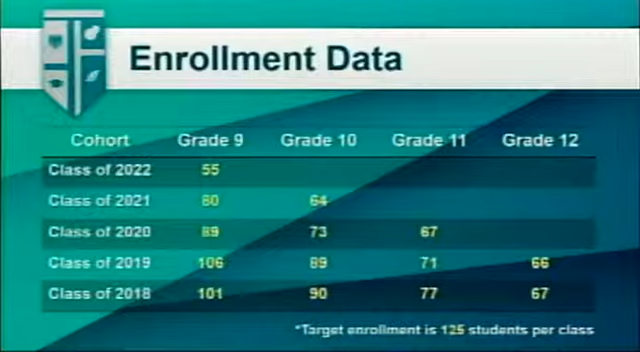 Enrollment Data
Cohort Grade 9 Grade 10 Grade 11 Grade 12
Class of 2022 55
Class of 2021 80 64
Class of 2020 89 73 67
Class of 2019 106 89 71 66
Class of 2018 101 90 77 67
*Target enrollment is 125 students per class